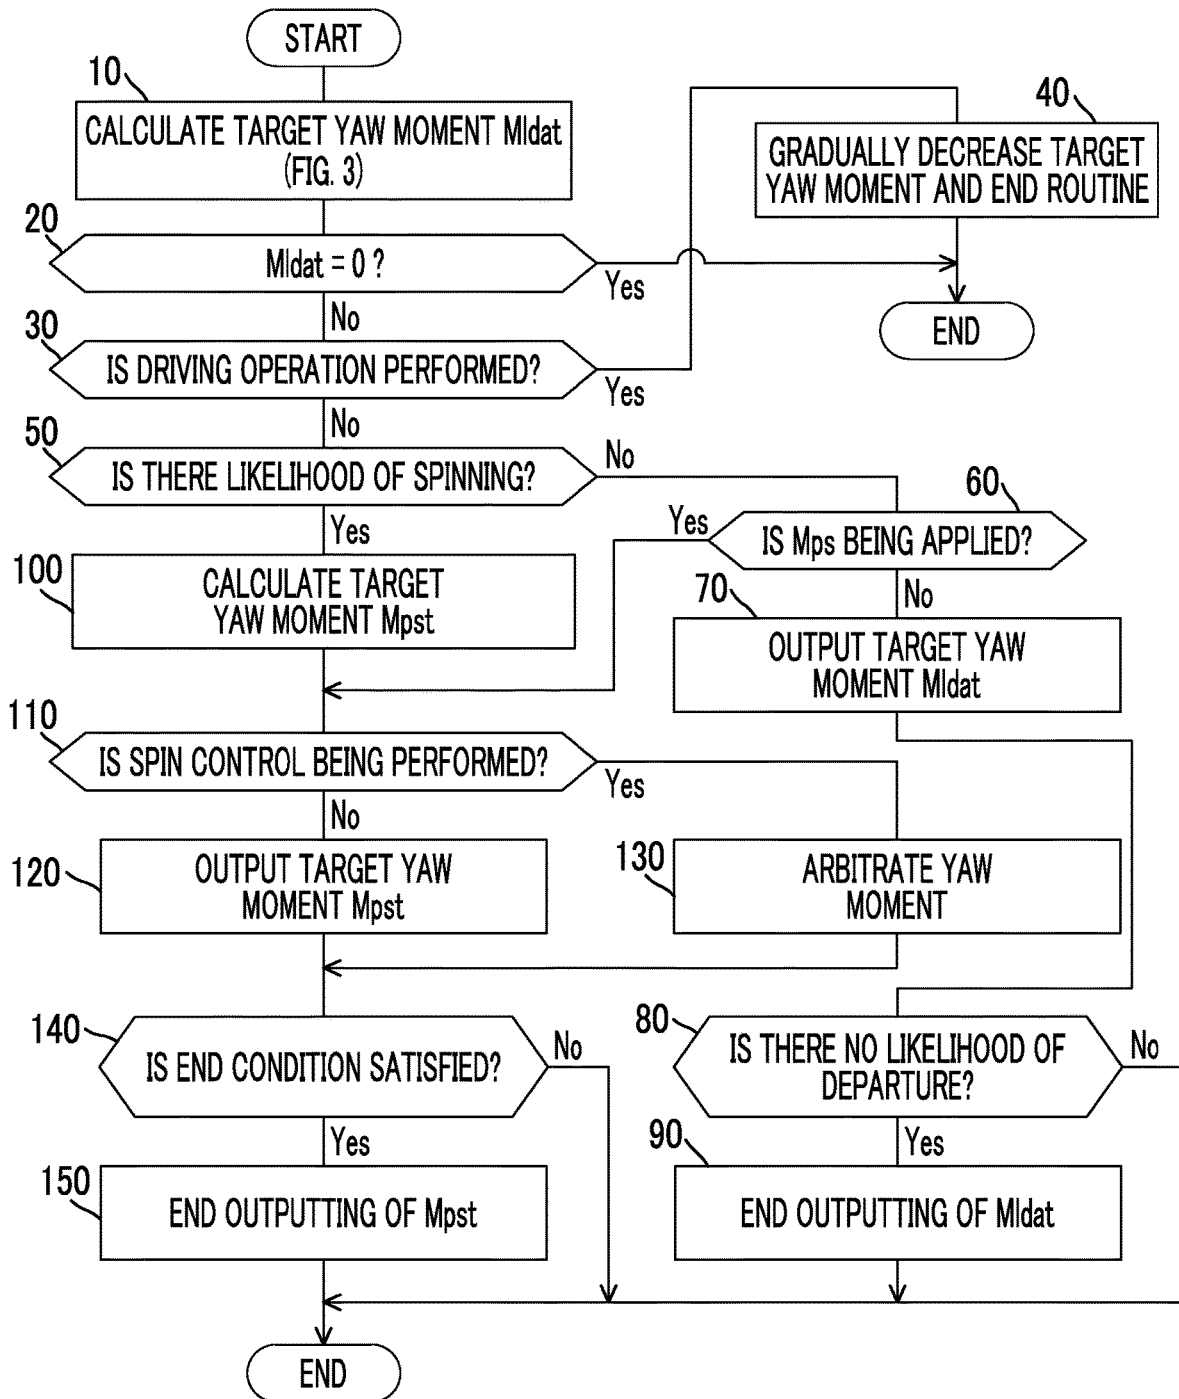 START
10
CALCULATE TARGET YAW MOMENT Mldat
(FIG. 3)
40
GRADUALLY DECREASE TARGET
YAW MOMENT AND END ROUTINE
20
Mldat = 0 ?
Yes
No
END
30
IS DRIVING OPERATION PERFORMED?
Yes
No
50
IS THERE LIKELIHOOD OF SPINNING?
No
Yes
60
IS Mps BEING APPLIED?
Yes
No
100
CALCULATE TARGET
YAW MOMENT Mpst
70
OUTPUT TARGET YAW
MOMENT Mldat
110
IS SPIN CONTROL BEING PERFORMED?
Yes
No
120
OUTPUT TARGET YAW
MOMENT Mpst
130
ARBITRATE YAW
MOMENT
140
IS END CONDITION SATISFIED?
No
Yes
80
IS THERE NO LIKELIHOOD OF
DEPARTURE?
No
Yes
150
END OUTPUTTING OF Mpst
90
END OUTPUTTING OF Mldat
END